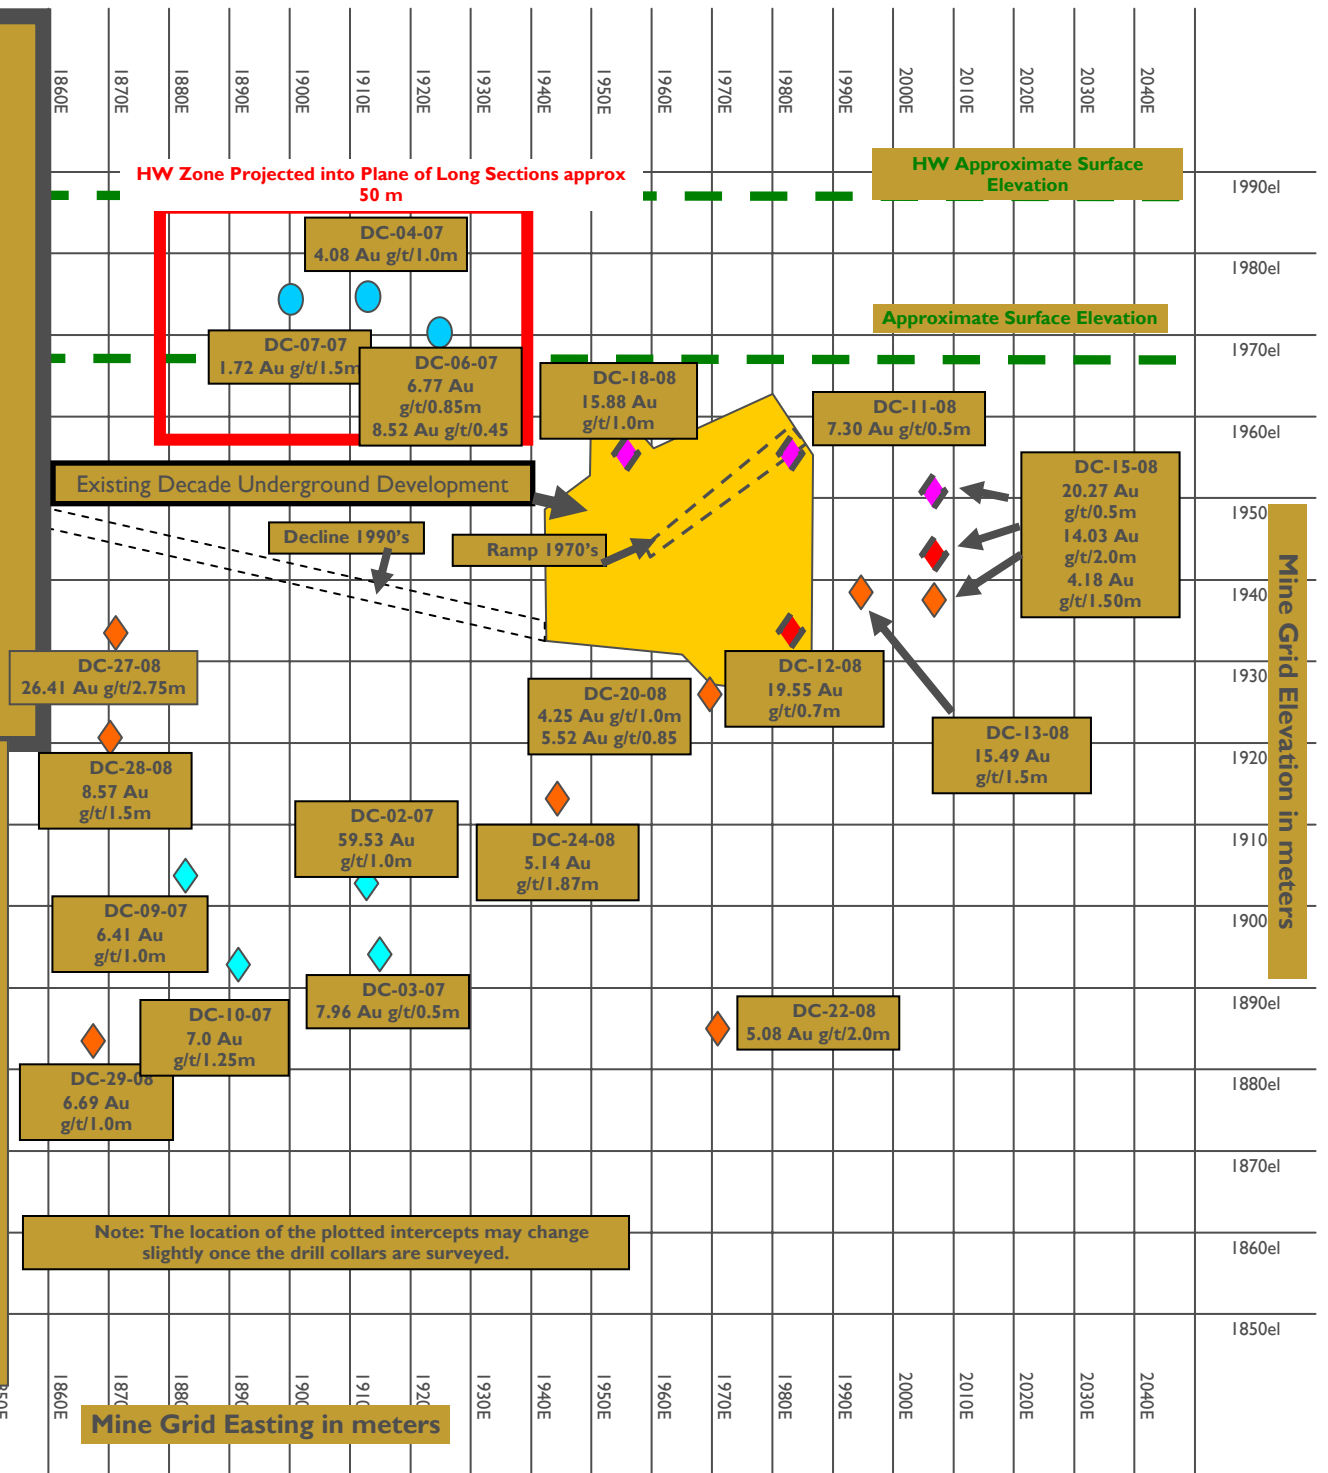 1860E
1870E
1880E
1890E
1900E
1910E
1920E
1930E
1940E
1950E
1960E
1970E
1980E
1990E
2000E
2010E
2020E
2030E
2040E
HW Zone Projected into Plane of Long Sections approx
50 m
HW Approximate Surface
Elevation
1990el
DC-04-07
4.08 Au g/t/1.0m
1980el
Approximate Surface Elevation
DC-07-07
1.72 Au g/t/1.5m
1970el
DC-06-07
6.77 Au
g/t/0.85m
8.52 Au g/t/0.45
DC-18-08
15.88 Au
g/t/1.0m
DC-11-08
7.30 Au g/t/0.5m
1960el
Existing Decade Underground Development
DC-15-08
20.27 Au
g/t/0.5m
14.03 Au
g/t/2.0m
4.18 Au
g/t/1.50m
1950
Decline 1990's
Ramp 1970's
1940
Mine Grid Elevation in meters
DC-27-08
26.41 Au g/t/2.75m
DC-12-08
19.55 Au
g/t/0.7m
1930
DC-20-08
4.25 Au g/t/1.0m
5.52 Au g/t/0.85
DC-13-08
15.49 Au
g/t/1.5m
1920
DC-28-08
8.57 Au
g/t/1.5m
DC-02-07
59.53 Au
g/t/1.0m
DC-24-08
5.14 Au
g/t/1.87m
1910
DC-09-07
6.41 Au
g/t/1.0m
1900
DC-03-07
7.96 Au g/t/0.5m
1890el
DC-10-07
7.0 Au
g/t/1.25m
DC-22-08
5.08 Au g/t/2.0m
DC-29-08
6.69 Au
g/t/1.0m
1880el
1870el
Note: The location of the plotted intercepts may change
slightly once the drill collars are surveyed.
1860el
1850el
1860E
1870
1880
1890
1900
1910
1920
1930E
1940E
1950E
1960E
1970E
1980E
1990E
2000E
2010E
2020E
2030E
2040E
Mine Grid Easting in meters